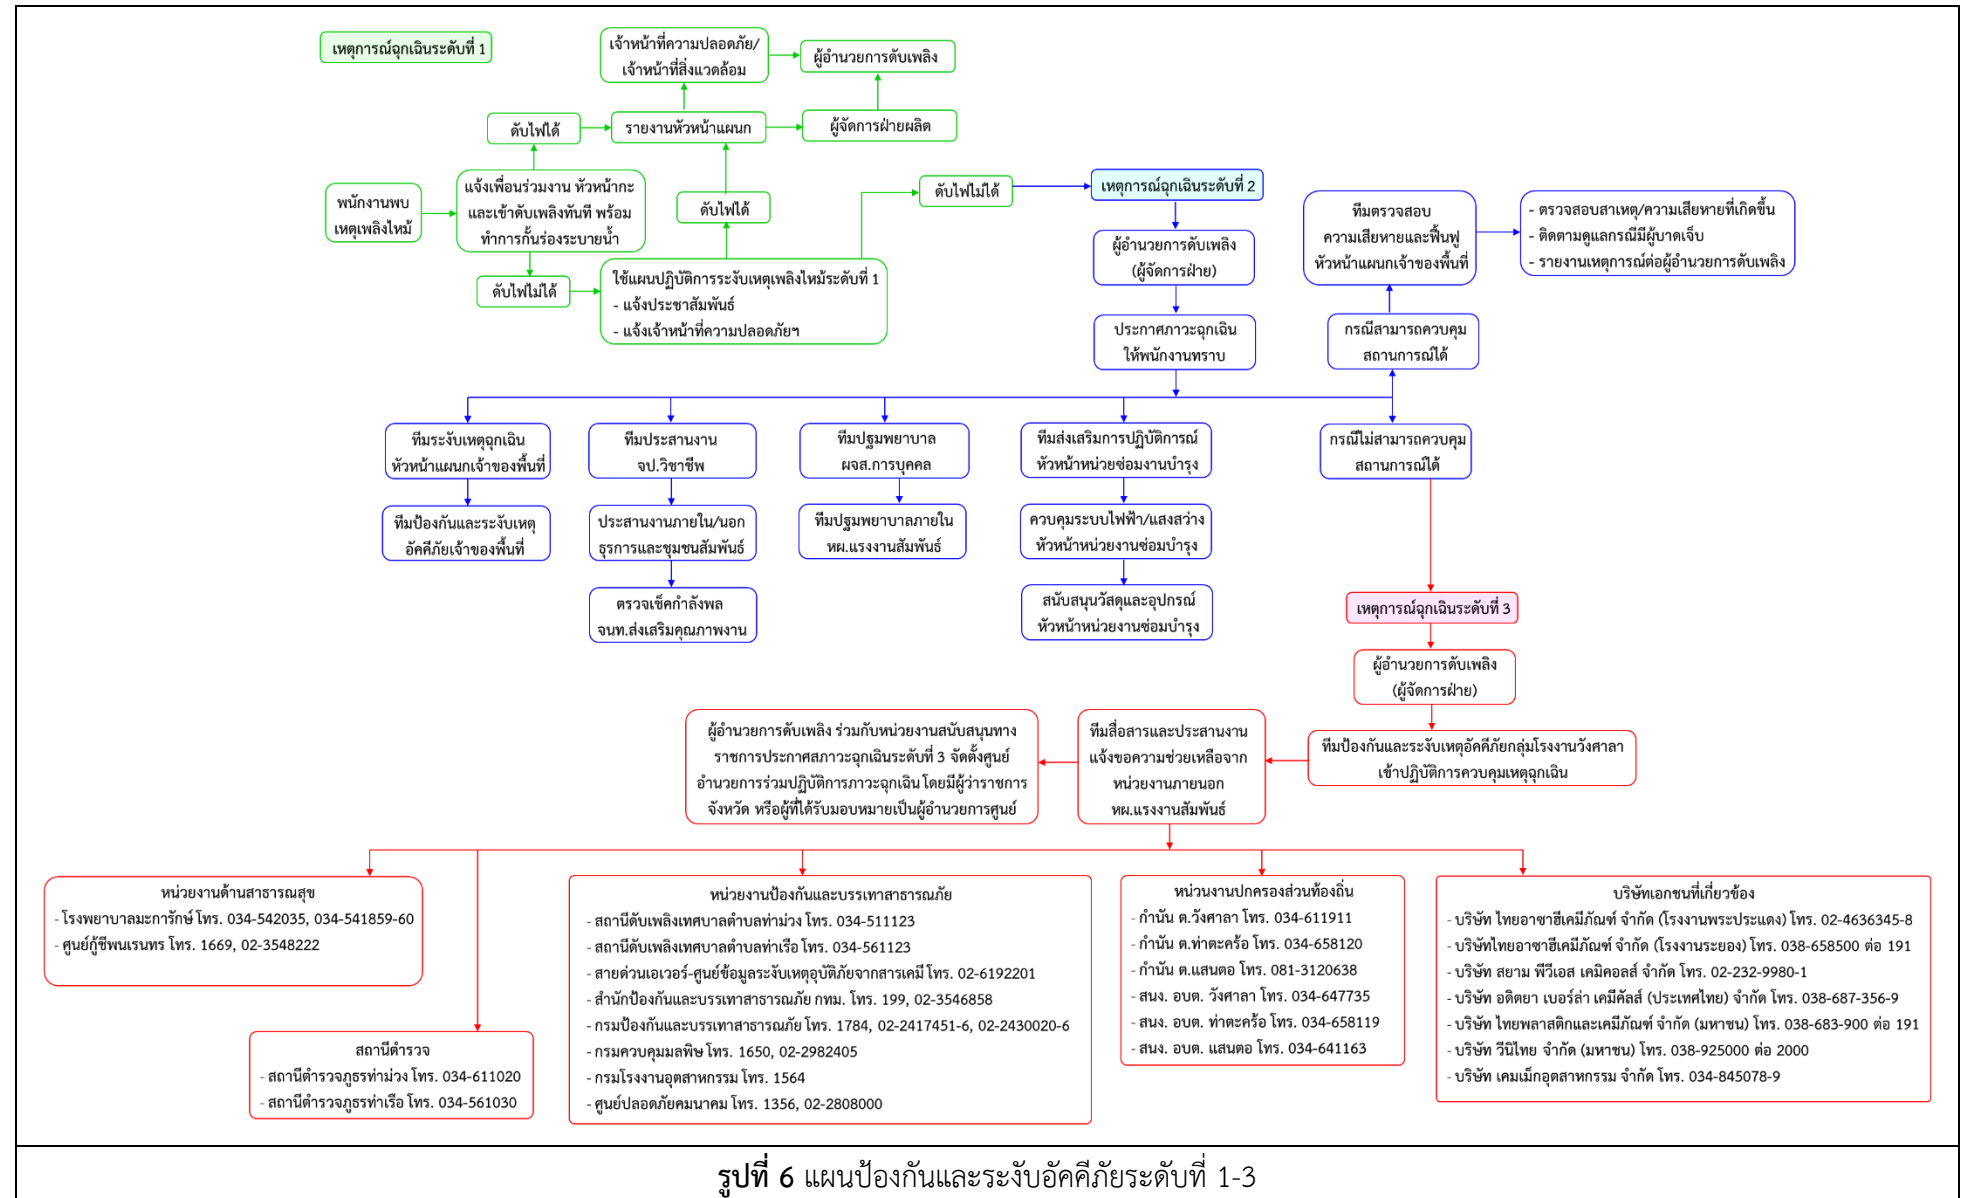 เหตุการณ์ฉุกเฉินระดับที่ 1
เจ้าหน้าที่ความปลอดภัย/
เจ้าหน้าที่สิ่งแวดล้อม
ผู้อำนวยการดับเพลิง
ดับไฟได้
รายงานหัวหน้าแผนก
ผู้จัดการฝ่ายผลิต
พนักงานพบ
เหตุเพลิงไหม้
แจ้งเพื่อนร่วมงาน หัวหน้ากะ
และเข้าดับเพลิงทันที พร้อม
ทำการกั้นร่องระบายน้ำ
ดับไฟได้
ดับไฟไม่ได้
ดับไฟไม่ได้
ใช้แผนปฏิบัติการระงับเหตุเพลิงไหม้ระดับที่ 1
- แจ้งประชาสัมพันธ์
- แจ้งเจ้าหน้าที่ความปลอดภัยฯ
เหตุการณ์ฉุกเฉินระดับที่ 2
ผู้อำนวยการดับเพลิง
(ผู้จัดการฝ่าย)
ประกาศภาวะฉุกเฉิน
ให้พนักงานทราบ
ทีมตรวจสอบ
ความเสียหายและฟื้นฟู
หัวหน้าแผนกเจ้าของพื้นที่
- ตรวจสอบสาเหตุ/ความเสียหายที่เกิดขึ้น
- ติดตามดูแลกรณีมีผู้บาดเจ็บ
- รายงานเหตุการณ์ต่อผู้อำนวยการดับเพลิง
กรณีสามารถควบคุม
สถานการณ์ได้
ทีมระงับเหตุฉุกเฉิน
หัวหน้าแผนกเจ้าของพื้นที่
ทีมประสานงาน
จป.วิชาชีพ
ทีมปฐมพยาบาล
ผจส.การบุคคล
ทีมส่งเสริมการปฏิบัติการณ์
หัวหน้าหน่วยซ่อมงานบำรุง
กรณีไม่สามารถควบคุม
สถานการณ์ได้
ทีมป้องกันและระงับเหตุ
อัคคีภัยเจ้าของพื้นที่
ประสานงานภายใน/นอก
ธุรการและชุมชนสัมพันธ์
ทีมปฐมพยาบาลภายใน
หผ.แรงงานสัมพันธ์
ควบคุมระบบไฟฟ้า/แสงสว่าง
หัวหน้าหน่วยงานซ่อมบำรุง
ตรวจเช็คกำลังพล
จนท.ส่งเสริมคุณภาพงาน
สนับสนุนวัสดุและอุปกรณ์
หัวหน้าหน่วยงานซ่อมบำรุง
เหตุการณ์ฉุกเฉินระดับที่ 3
ผู้อำนวยการดับเพลิง
(ผู้จัดการฝ่าย)
ทีมป้องกันและระงับเหตุอัคคีภัยกลุ่มโรงงานวังศาลา
เข้าปฏิบัติการควบคุมเหตุฉุกเฉิน
ทีมสื่อสารและประสานงาน
แจ้งขอความช่วยเหลือจาก
หน่วยงานภายนอก
หผ.แรงงานสัมพันธ์
ผู้อำนวยการดับเพลิง ร่วมกับหน่วยงานสนับสนุนทาง
ราชการประกาศสภาวะฉุกเฉินระดับที่ 3 จัดตั้งศูนย์
อำนวยการร่วมปฏิบัติการภาวะฉุกเฉิน โดยมีผู้ว่าราชการ
จังหวัด หรือผู้ที่ได้รับมอบหมายเป็นผู้อำนวยการศูนย์
หน่วยงานด้านสาธารณสุข
- โรงพยาบาลมะการักษ์ โทร. 034-542035, 034-541859-60
- ศูนย์กู้ชีพนเรนทร โทร. 1669, 02-3548222
สถานีตำรวจ
- สถานีตำรวจภูธรท่าม่วง โทร. 034-611020
- สถานีตำรวจภูธรท่าเรือ โทร. 034-561030
หน่วยงานป้องกันและบรรเทาสาธารณภัย
- สถานีดับเพลิงเทศบาลตำบลท่าม่วง โทร. 034-511123
- สถานีดับเพลิงเทศบาลตำบลท่าเรือ โทร. 034-561123
- สายด่วนเอเวอร์-ศูนย์ข้อมูลระงับเหตุอุบัติภัยจากสารเคมี โทร. 02-6192201
- สำนักป้องกันและบรรเทาสาธารณภัย กทม. โทร. 199, 02-3546858
- กรมป้องกันและบรรเทาสาธารณภัย โทร. 1784, 02-2417451-6, 02-2430020-6
- กรมควบคุมมลพิษ โทร. 1650, 02-2982405
- กรมโรงงานอุตสาหกรรม โทร. 1564
- ศูนย์ปลอดภัยคมนาคม โทร. 1356, 02-2808000
หน่วนงานปกครองส่วนท้องถิ่น
- กำนัน ต.วังศาลา โทร. 034-611911
- กำนัน ต.ท่าตะคร้อ โทร. 034-658120
- กำนัน ต.แสนตอ โทร. 081-3120638
- สนง. อบต. วังศาลา โทร. 034-647735
- สนง. อบต. ท่าตะคร้อ โทร. 034-658119
- สนง. อบต. แสนตอ โทร. 034-641163
บริษัทเอกชนที่เกี่ยวข้อง
- บริษัท ไทยอาซาฮีเคมีภัณฑ์ จำกัด (โรงงานพระประแดง) โทร. 02-4636345-8
- บริษัทไทยอาซาฮีเคมีภัณฑ์ จำกัด (โรงงานระยอง) โทร. 038-658500 ต่อ 191
- บริษัท สยาม พีวีเอส เคมิคอลส์ จำกัด โทร. 02-232-9980-1
- บริษัท อดิตยา เบอร์ล่า เคมีคัลส์ (ประเทศไทย) จำกัด โทร. 038-687-356-9
- บริษัท ไทยพลาสติกและเคมีภัณฑ์ จำกัด (มหาชน) โทร. 038-683-900 ต่อ 191
- บริษัท วีนิไทย จำกัด (มหาชน) โทร. 038-925000 ต่อ 2000
- บริษัท เคมเม็กอุตสาหกรรม จำกัด โทร. 034-845078-9
รูปที่ 6 แผนป้องกันและระงับอัคคีภัยระดับที่ 1-3